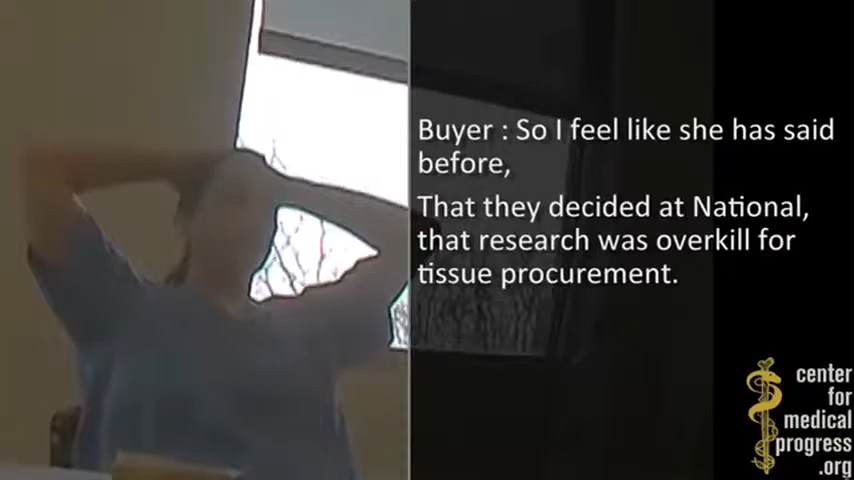 Buyer : So I feel like she has said
before,
That they decided at National,
that research was overkill for
tissue procurement.
center
for
medical
progress
.org